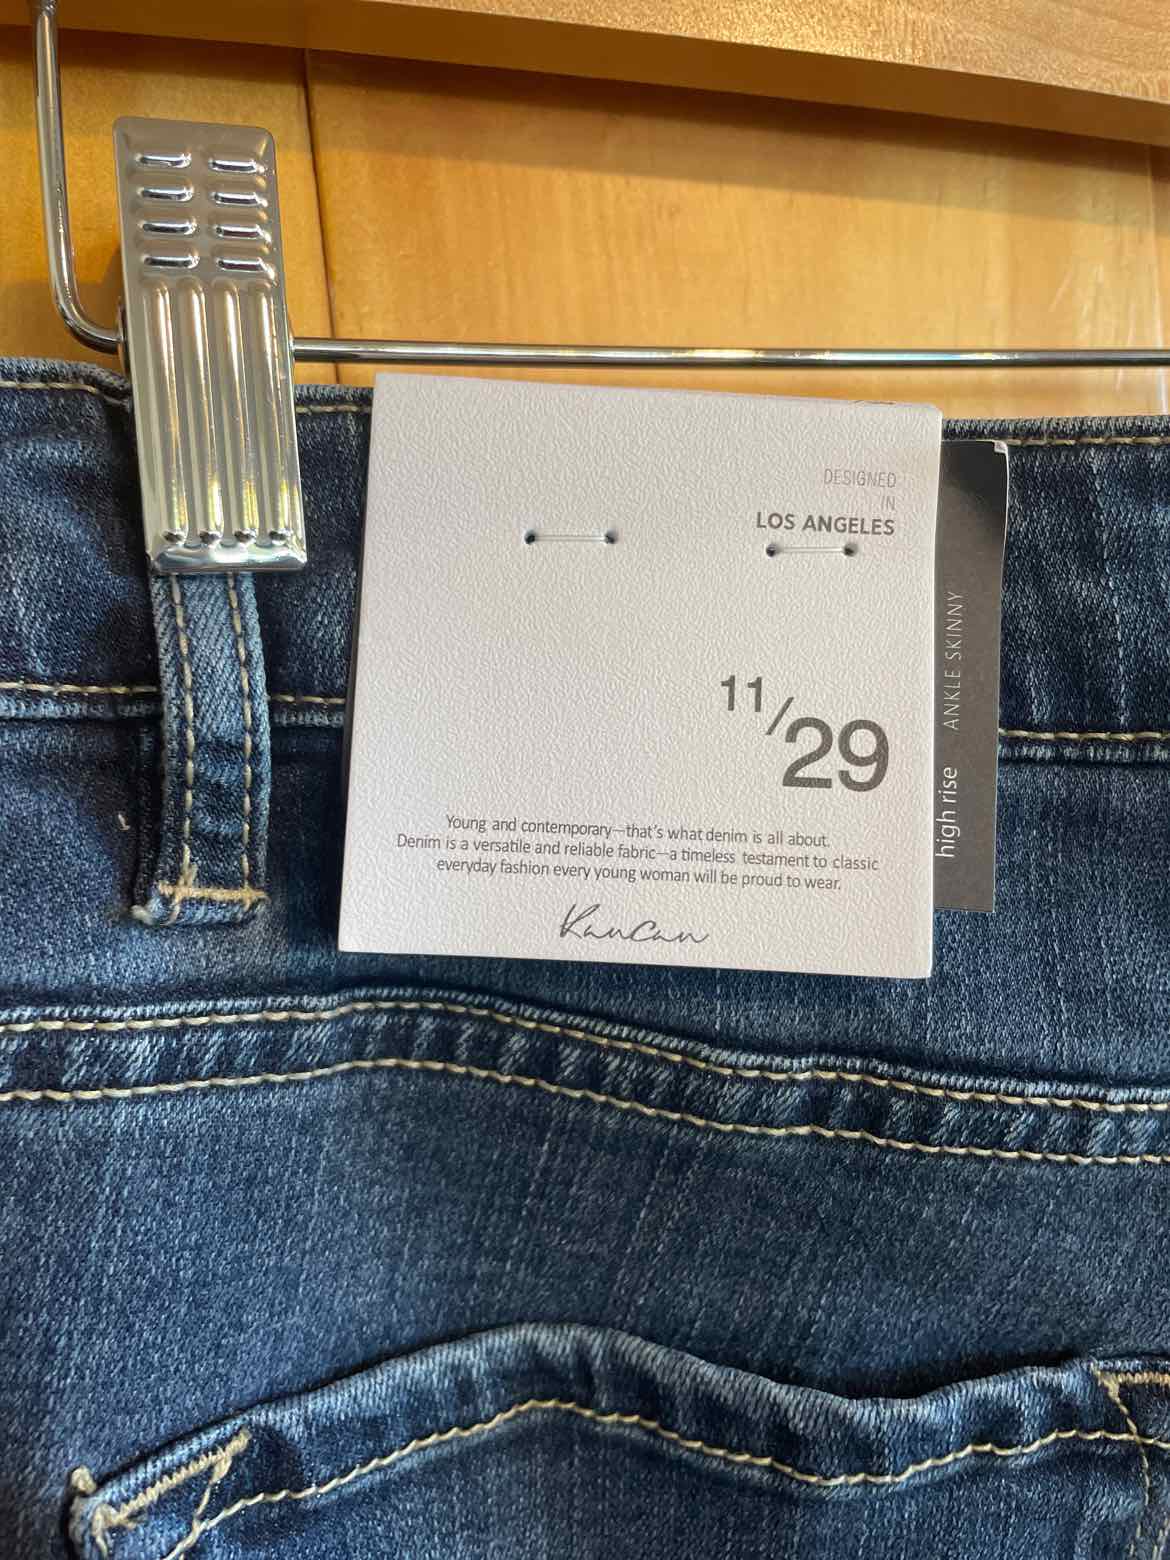 DESIGNED
IN
LOS ANGELES
11/29
Young and contemporary—that's what denim is all about.
Denim is a versatile and reliable fabric—a timeless testament to classic
everyday fashion every young woman will be proud to wear.
KanCan
high rise ANKLE SKINNY